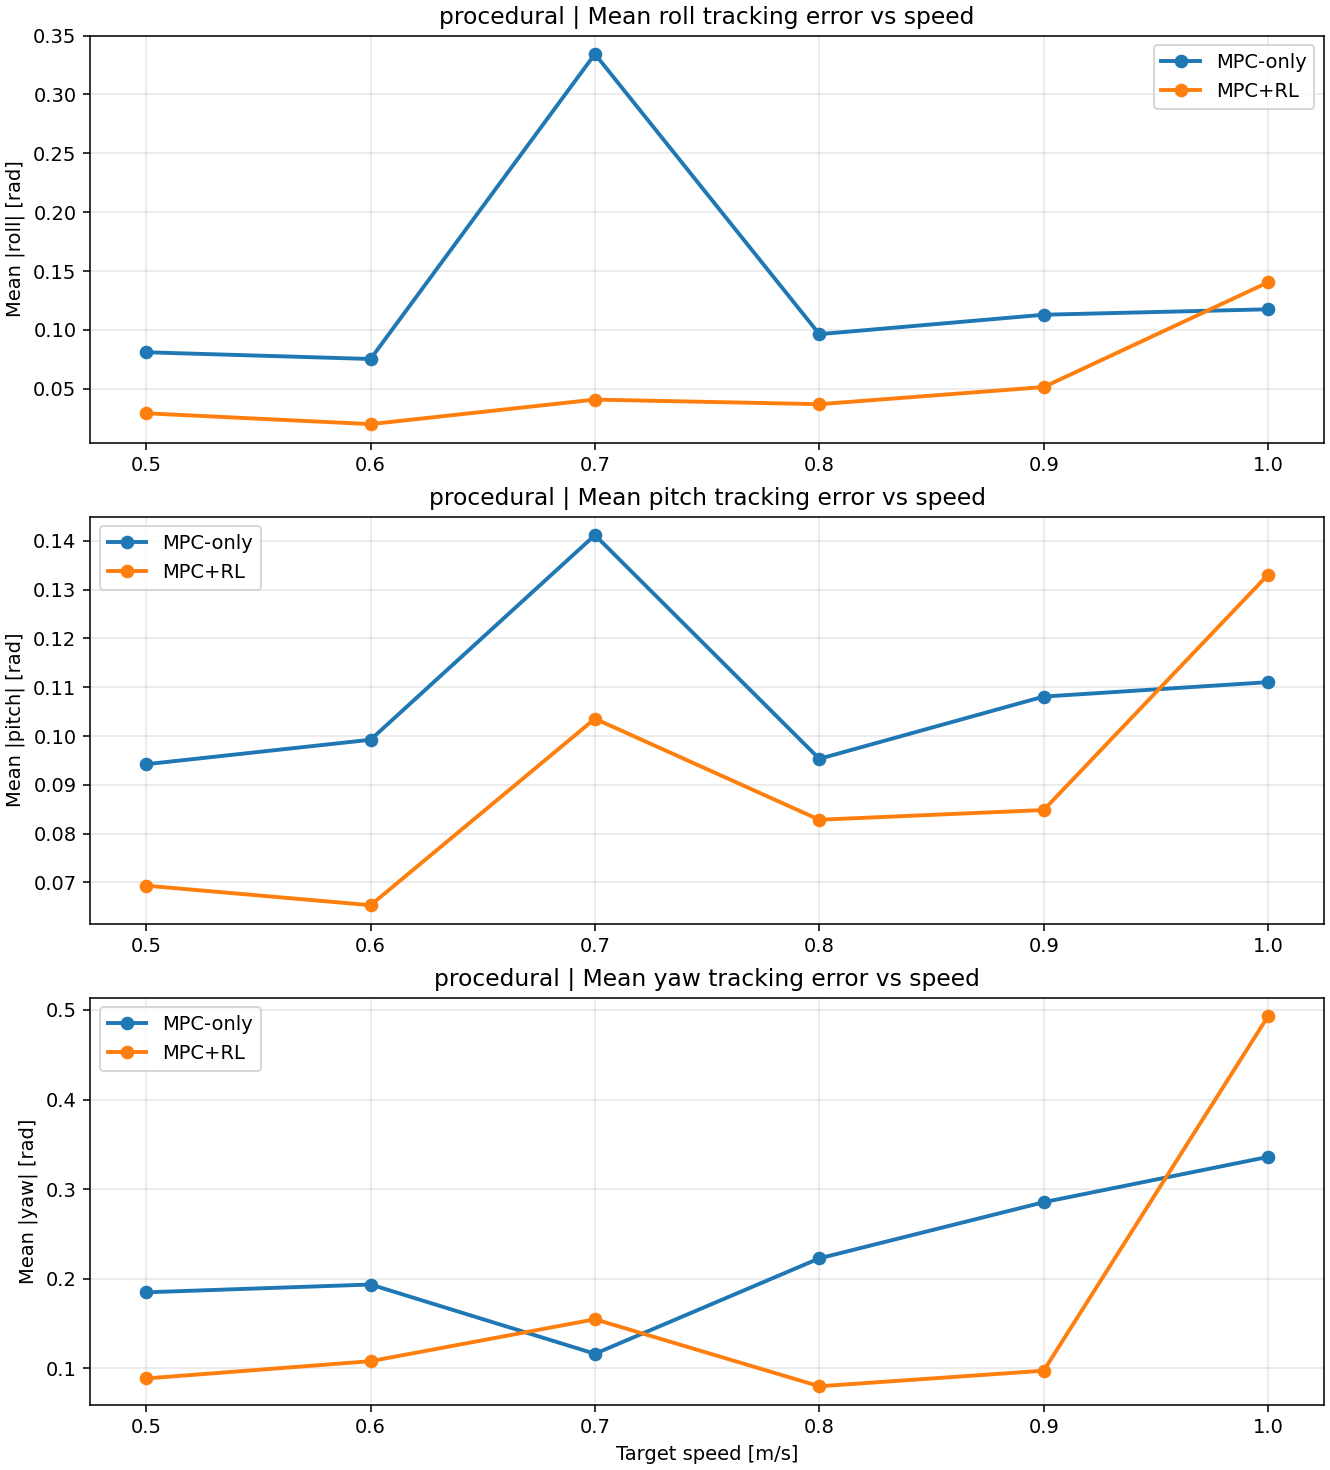 procedural | Mean roll tracking error vs speed
Mean |roll| [rad]
0.35
0.30
0.25
0.20
0.15
0.10
0.05
MPC-only
MPC+RL
0.5 0.6 0.7 0.8 0.9 1.0
procedural | Mean pitch tracking error vs speed
Mean |pitch| [rad]
0.14
0.13
0.12
0.11
0.10
0.09
0.08
0.07
MPC-only
MPC+RL
0.5 0.6 0.7 0.8 0.9 1.0
procedural | Mean yaw tracking error vs speed
Mean |yaw| [rad]
0.5
0.4
0.3
0.2
0.1
MPC-only
MPC+RL
0.5 0.6 0.7 0.8 0.9 1.0
Target speed [m/s]